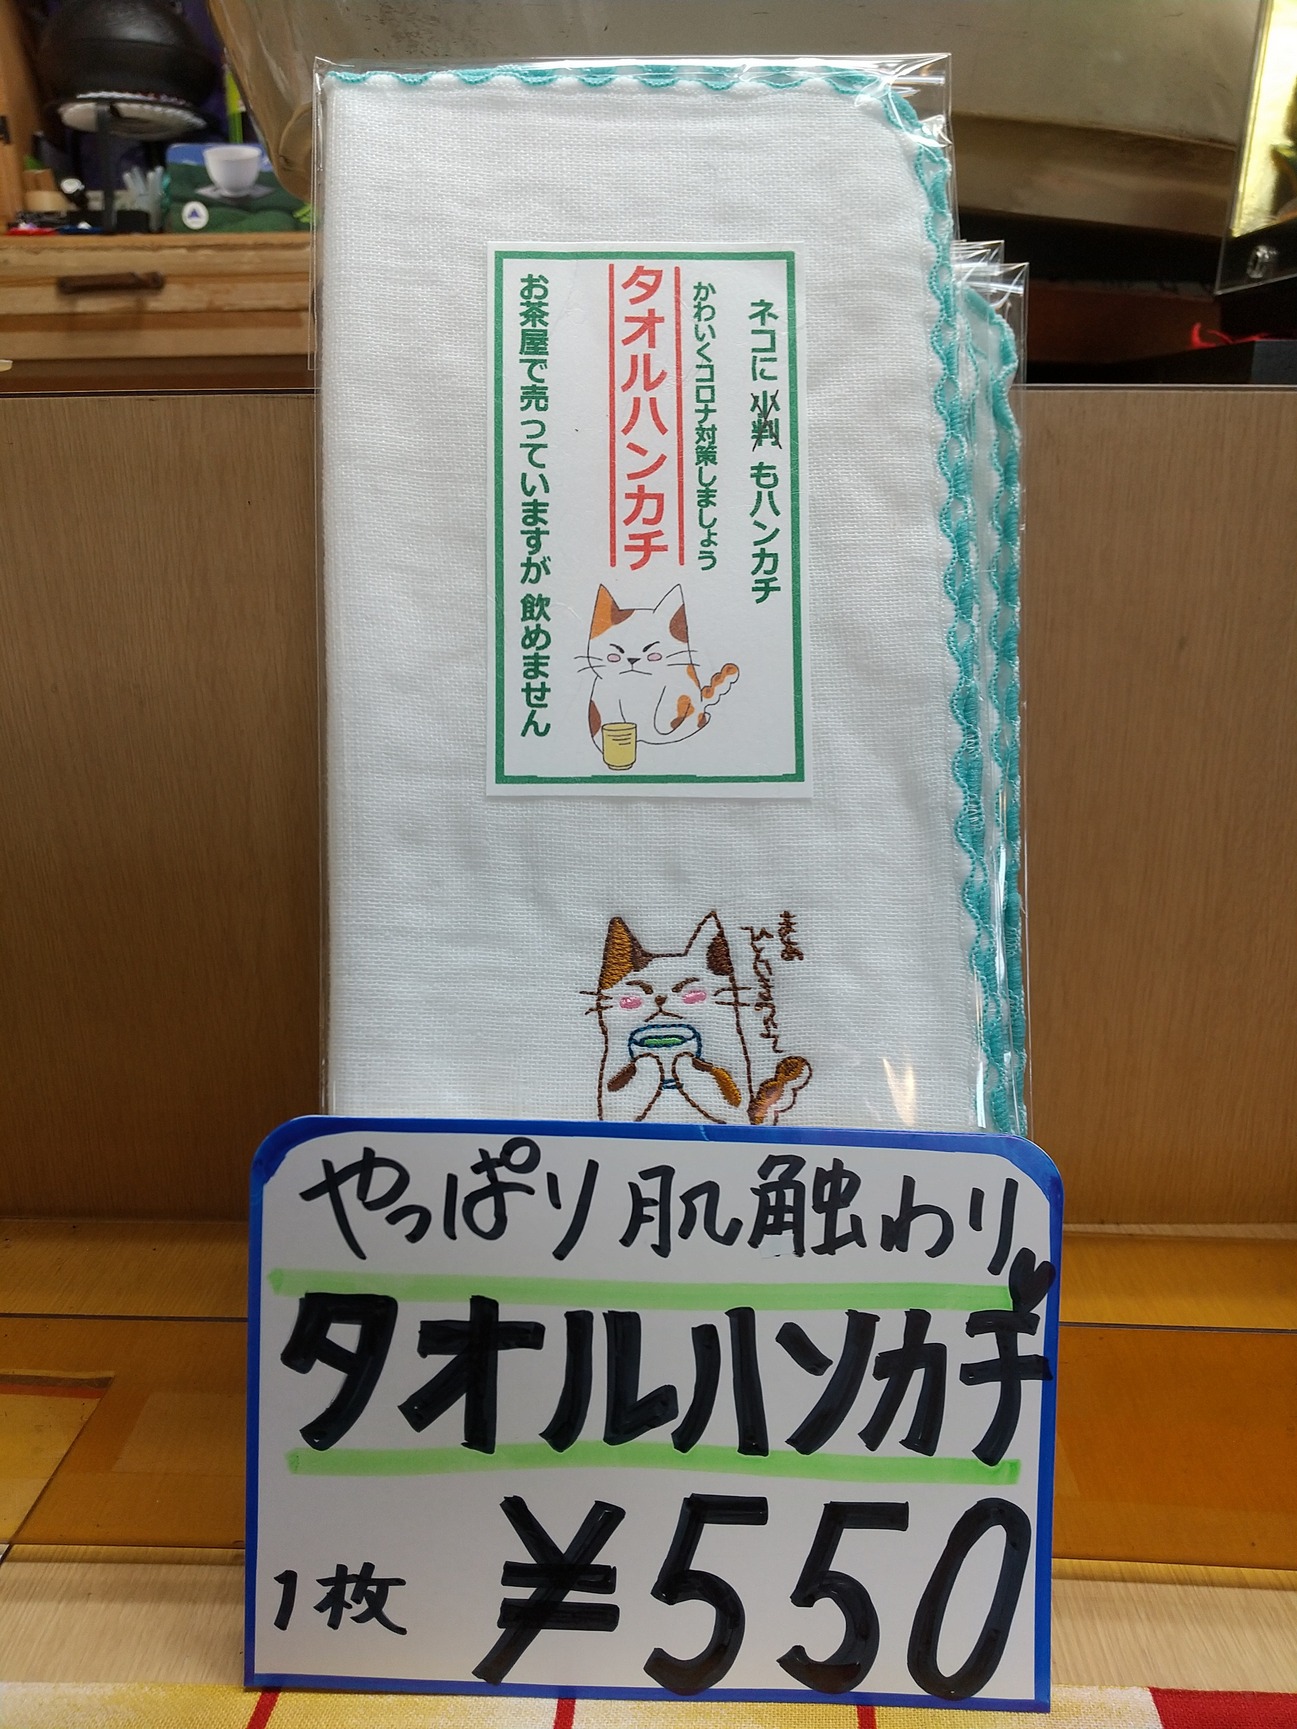 ネコに小判もハンカチ
かわいくコロナ対策しましょう
タオルハンカチ
お茶屋で売っていますが 飲めません
まあ
やっぱり肌触わり♥
タオルハンカチ
1枚 ¥550